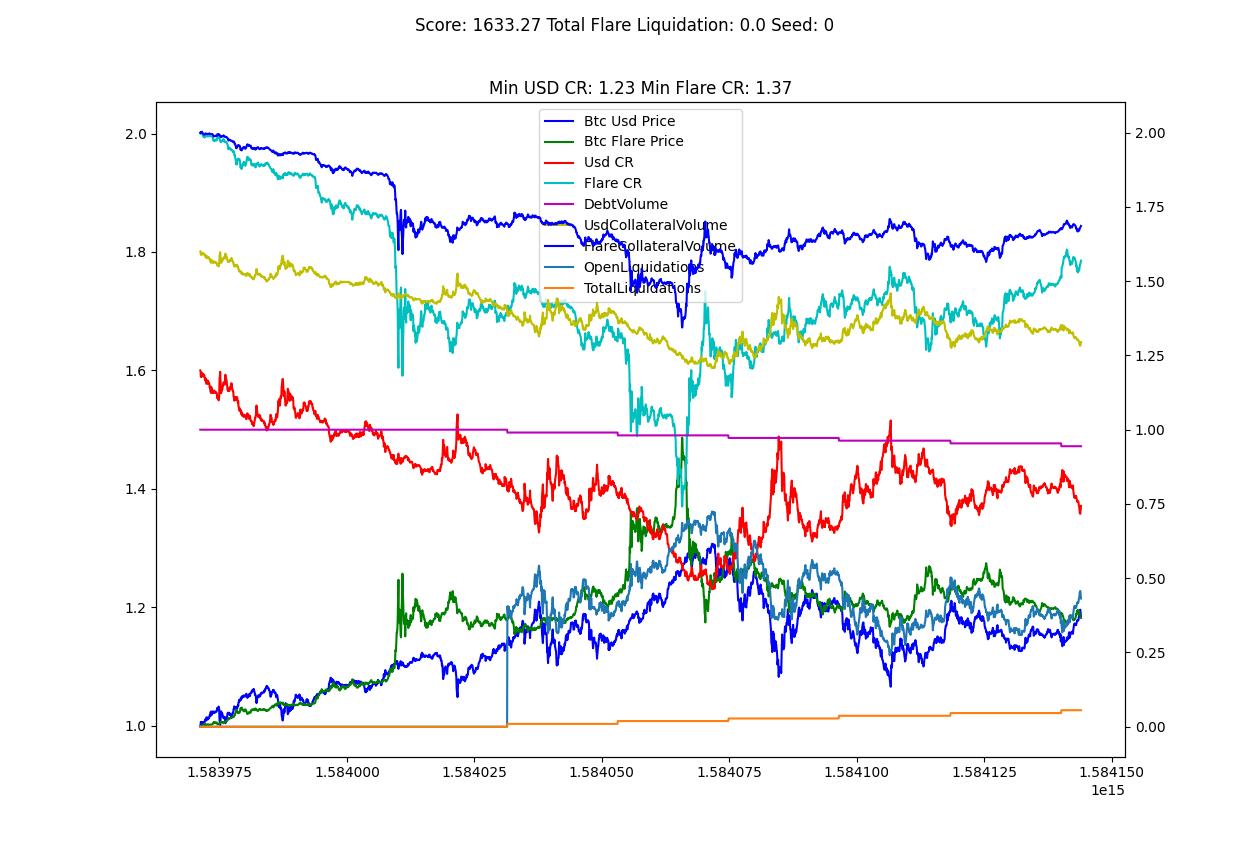 Score: 1633.27 Total Flare Liquidation: 0.0 Seed: 0
Min USD CR: 1.23 Min Flare CR: 1.37
Btc Usd Price
Btc Flare Price
Usd CR
Flare CR
DebtVolume
UsdCollateralVolume
FlareCollateralVolume
OpenLiquidations
TotalLiquidations
2.0
1.8
1.6
1.4
1.2
1.0
2.00
1.75
1.50
1.25
1.00
0.75
0.50
0.25
0.00
1.583975 1.584000 1.584025 1.584050 1.584075 1.584100 1.584125 1.584150
1e15